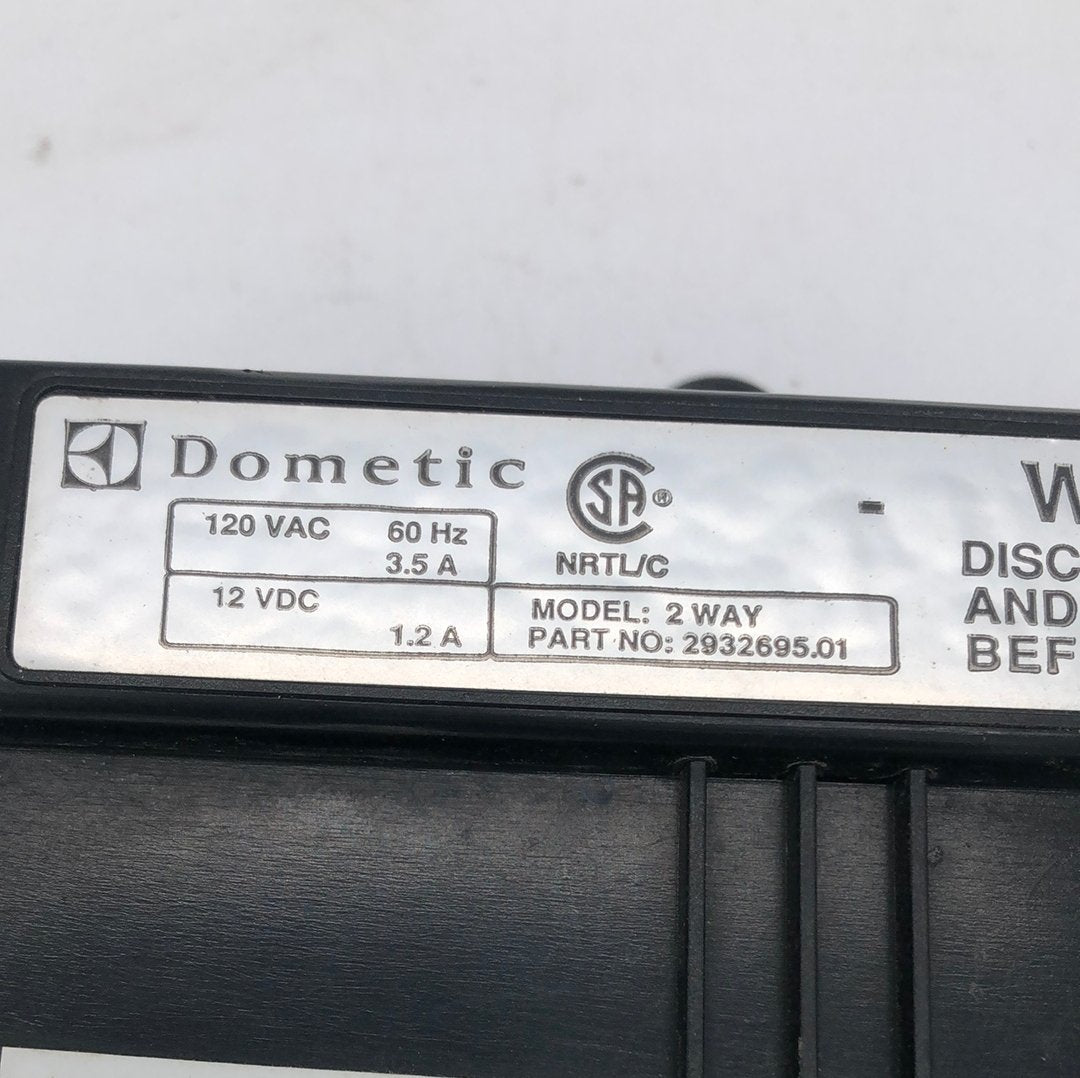 Dometic
120 VAC 60 Hz
3.5 A
12 VDC
1.2 A
SA®
NRTL/C
MODEL: 2 WAY
PART NO: 2932695.01
-
W
DISC
AND
BEF